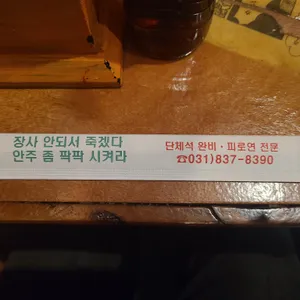 장사 안되서 죽겠다
안주 좀 팍팍 시켜라
단체석 완비·피로연 전문
☎031)837-8390